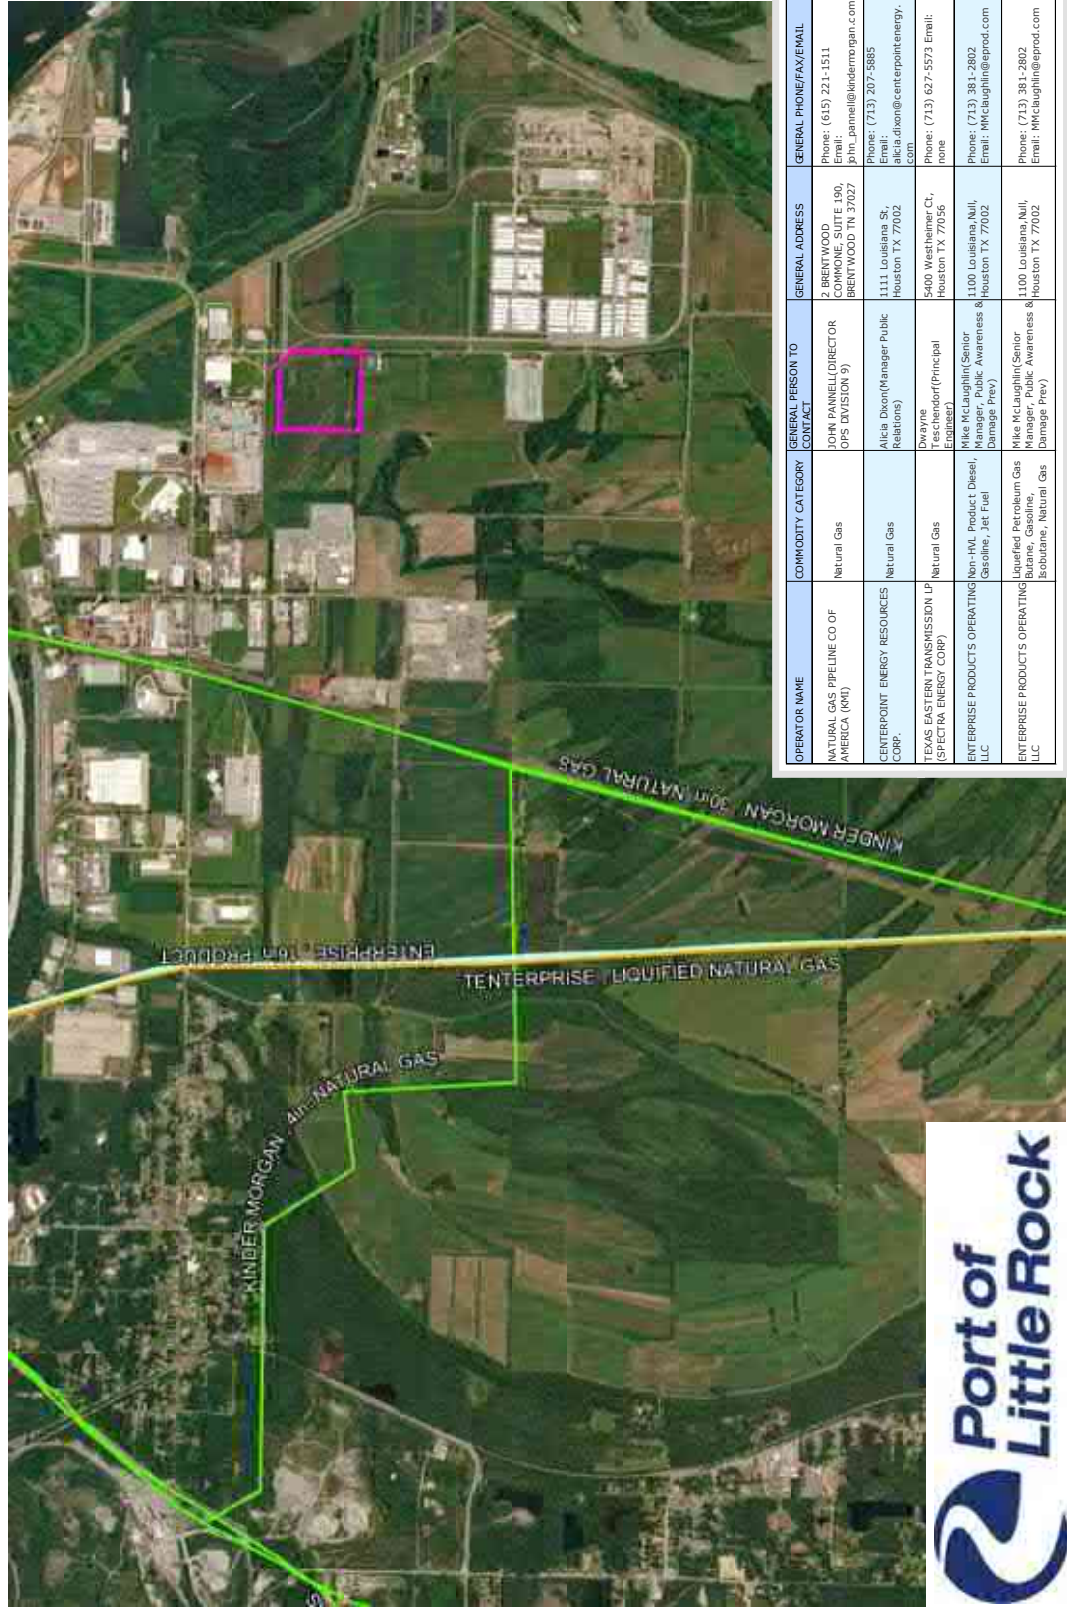 KINDER MORGAN 4in NATURAL GAS
ENTERPRISE 16in PRODUCT
TENTERPRISE LIQUIFIED NATURAL GAS
KINDER MORGAN 30in NATURAL GAS
OPERATOR NAME COMMODITY CATEGORY GENERAL PERSON TO CONTACT GENERAL ADDRESS GENERAL PHONE/FAX/EMAIL
NATURAL GAS PIPELINE CO OF
AMERICA (KMI)
Natural Gas
JOHN PANNELL(DIRECTOR
OPS DIVISION 9)
2 BRENTWOOD
COMMONE, SUITE 190,
BRENTWOOD TN 37027
Phone: (615) 221-1511
Email:
john_pannell@kindermorgan.com
CENTERPOINT ENERGY RESOURCES
CORP.
Natural Gas
Alicia Dixon(Manager Public
Relations)
1111 Louisiana St,
Houston TX 77002
Phone: (713) 207-5885
Email:
alicia.dixon@centerpointenergy.
com
TEXAS EASTERN TRANSMISSION LP
(SPECTRA ENERGY CORP)
Natural Gas
Dwayne
Teschendorf(Principal
Engineer)
5400 Westheimer Ct,
Houston TX 77056
Phone: (713) 627-5573 Email:
none
ENTERPRISE PRODUCTS OPERATING
LLC
Non-HVL Product Diesel,
Gasoline, Jet Fuel
Mike McLaughlin(Senior
Manager, Public Awareness &
Damage Prev)
1100 Louisiana,Null,
Houston TX 77002
Phone: (713) 381-2802
Email: MMclaughlin@eprod.com
ENTERPRISE PRODUCTS OPERATING
LLC
Liquefied Petroleum Gas
Butane, Gasoline,
Isobutane, Natural Gas
Mike McLaughlin(Senior
Manager, Public Awareness &
Damage Prev)
1100 Louisiana,Null,
Houston TX 77002
Phone: (713) 381-2802
Email: MMclaughlin@eprod.com
Port of
Little Rock